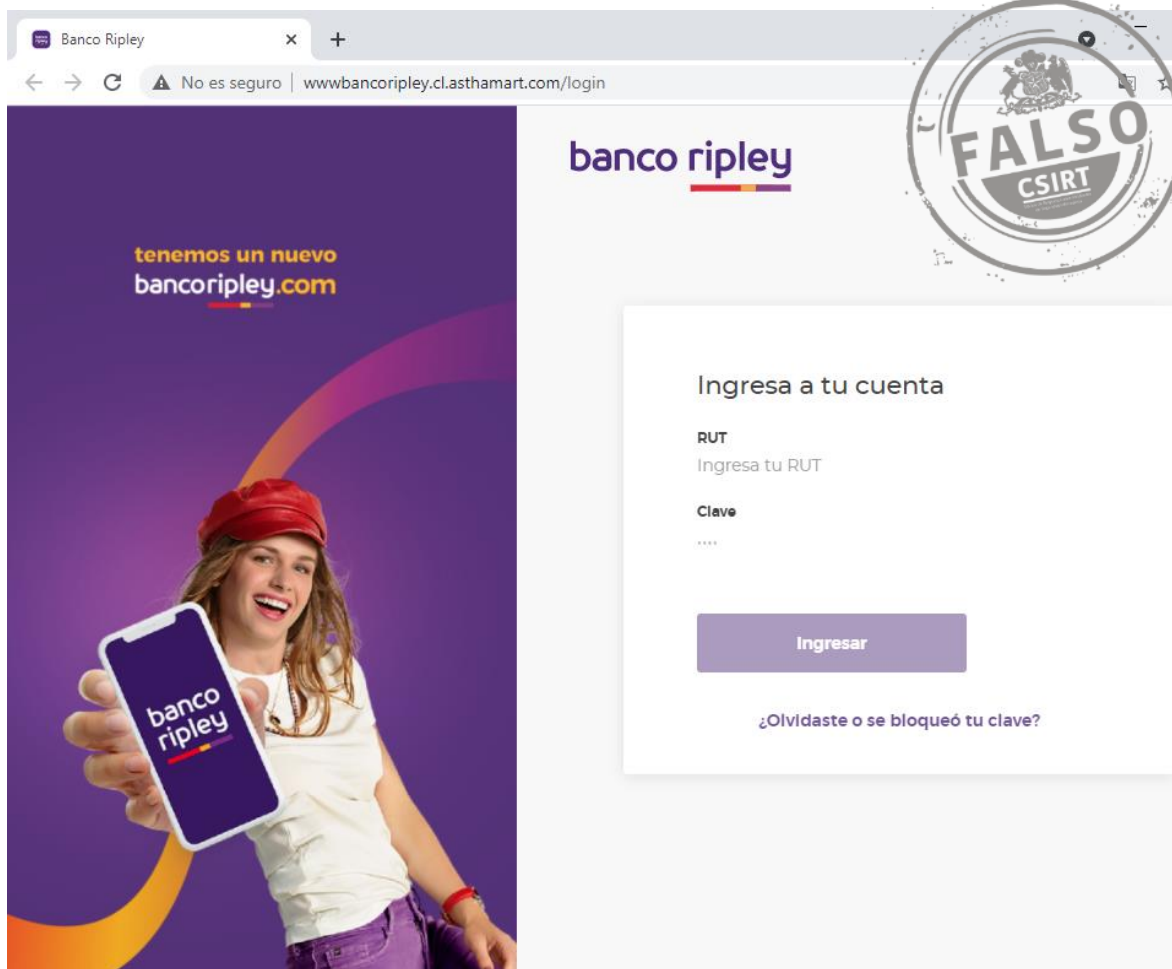 Banco Ripley
No es seguro | wwwbancoripley.cl.asthamart.com/login
FALSO
CSIRT
banco ripley
tenemos un nuevo
bancoripley.com
Ingresa a tu cuenta
RUT
Ingresa tu RUT
Clave
....
Ingresar
¿Olvidaste o se bloqueó tu clave?
banco
ripley